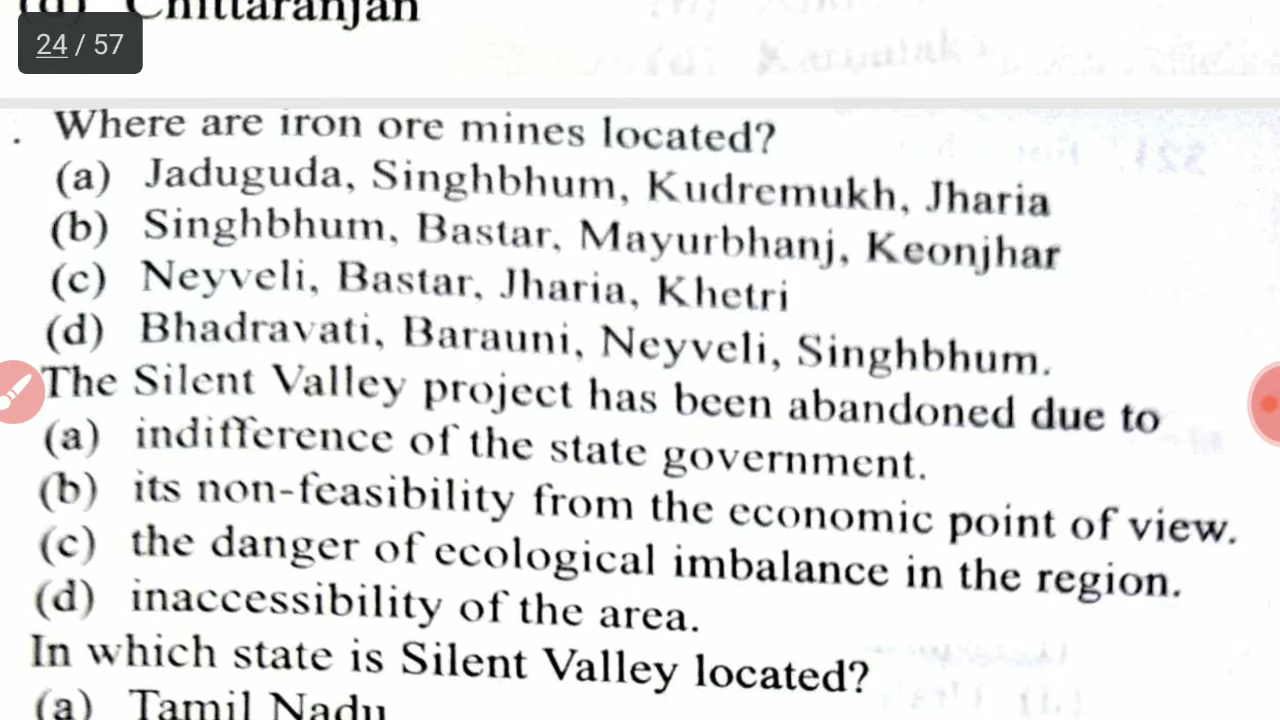 (d) Chittaranjan
24 / 57
. Where are iron ore mines located?
(a) Jaduguda, Singhbhum, Kudremukh, Jharia
(b) Singhbhum, Bastar, Mayurbhanj, Keonjhar
(c) Neyveli, Bastar, Jharia, Khetri
(d) Bhadravati, Barauni, Neyveli, Singhbhum.
The Silent Valley project has been abandoned due to
(a) indifference of the state government.
(b) its non-feasibility from the economic point of view.
(c) the danger of ecological imbalance in the region.
(d) inaccessibility of the area.
In which state is Silent Valley located?
(a) Tamil Nadu